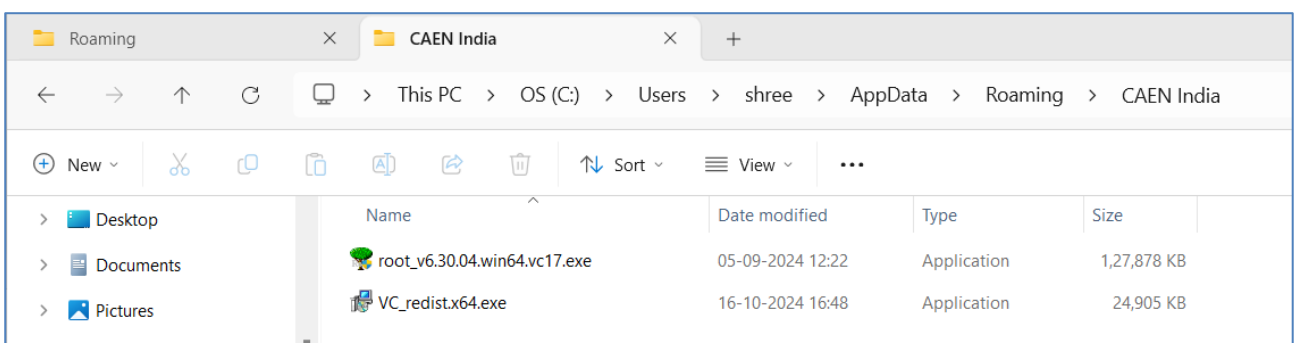 Roaming CAEN India
This PC > OS (C:) > Users > shree > AppData > Roaming > CAEN India
New Sort View
Desktop
Documents
Pictures
Name Date modified Type Size
root_v6.30.04.win64.vc17.exe 05-09-2024 12:22 Application 1,27,878 KB
VC_redist.x64.exe 16-10-2024 16:48 Application 24,905 KB